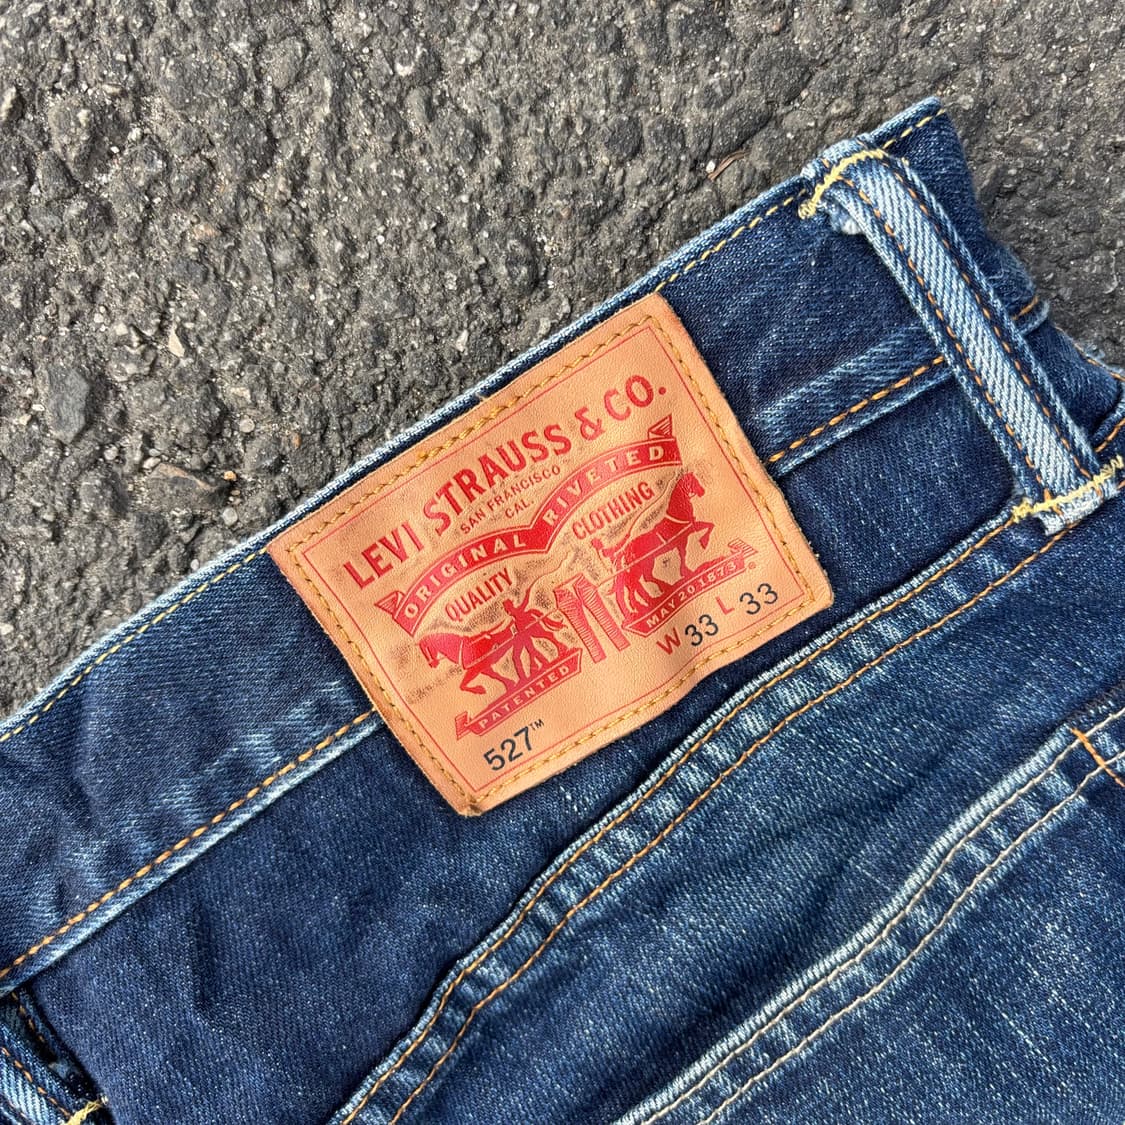 LEVI STRAUSS & CO.
SAN FRANCISCO
CAL
ORIGINAL RIVETED
QUALITY CLOTHING
PATENTED MAY 20 1873 ®
527™ W 33 L 33